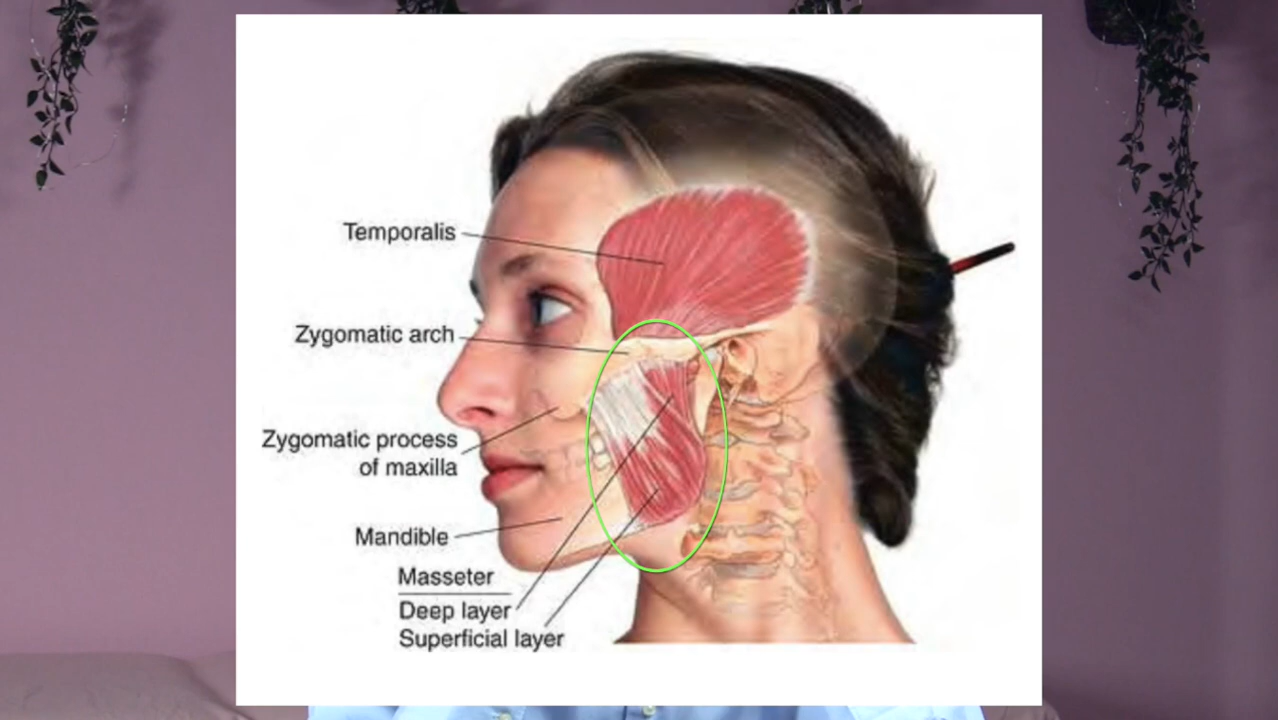 Temporalis
Zygomatic arch
Zygomatic process
of maxilla
Mandible
Masseter
Deep layer
Superficial layer